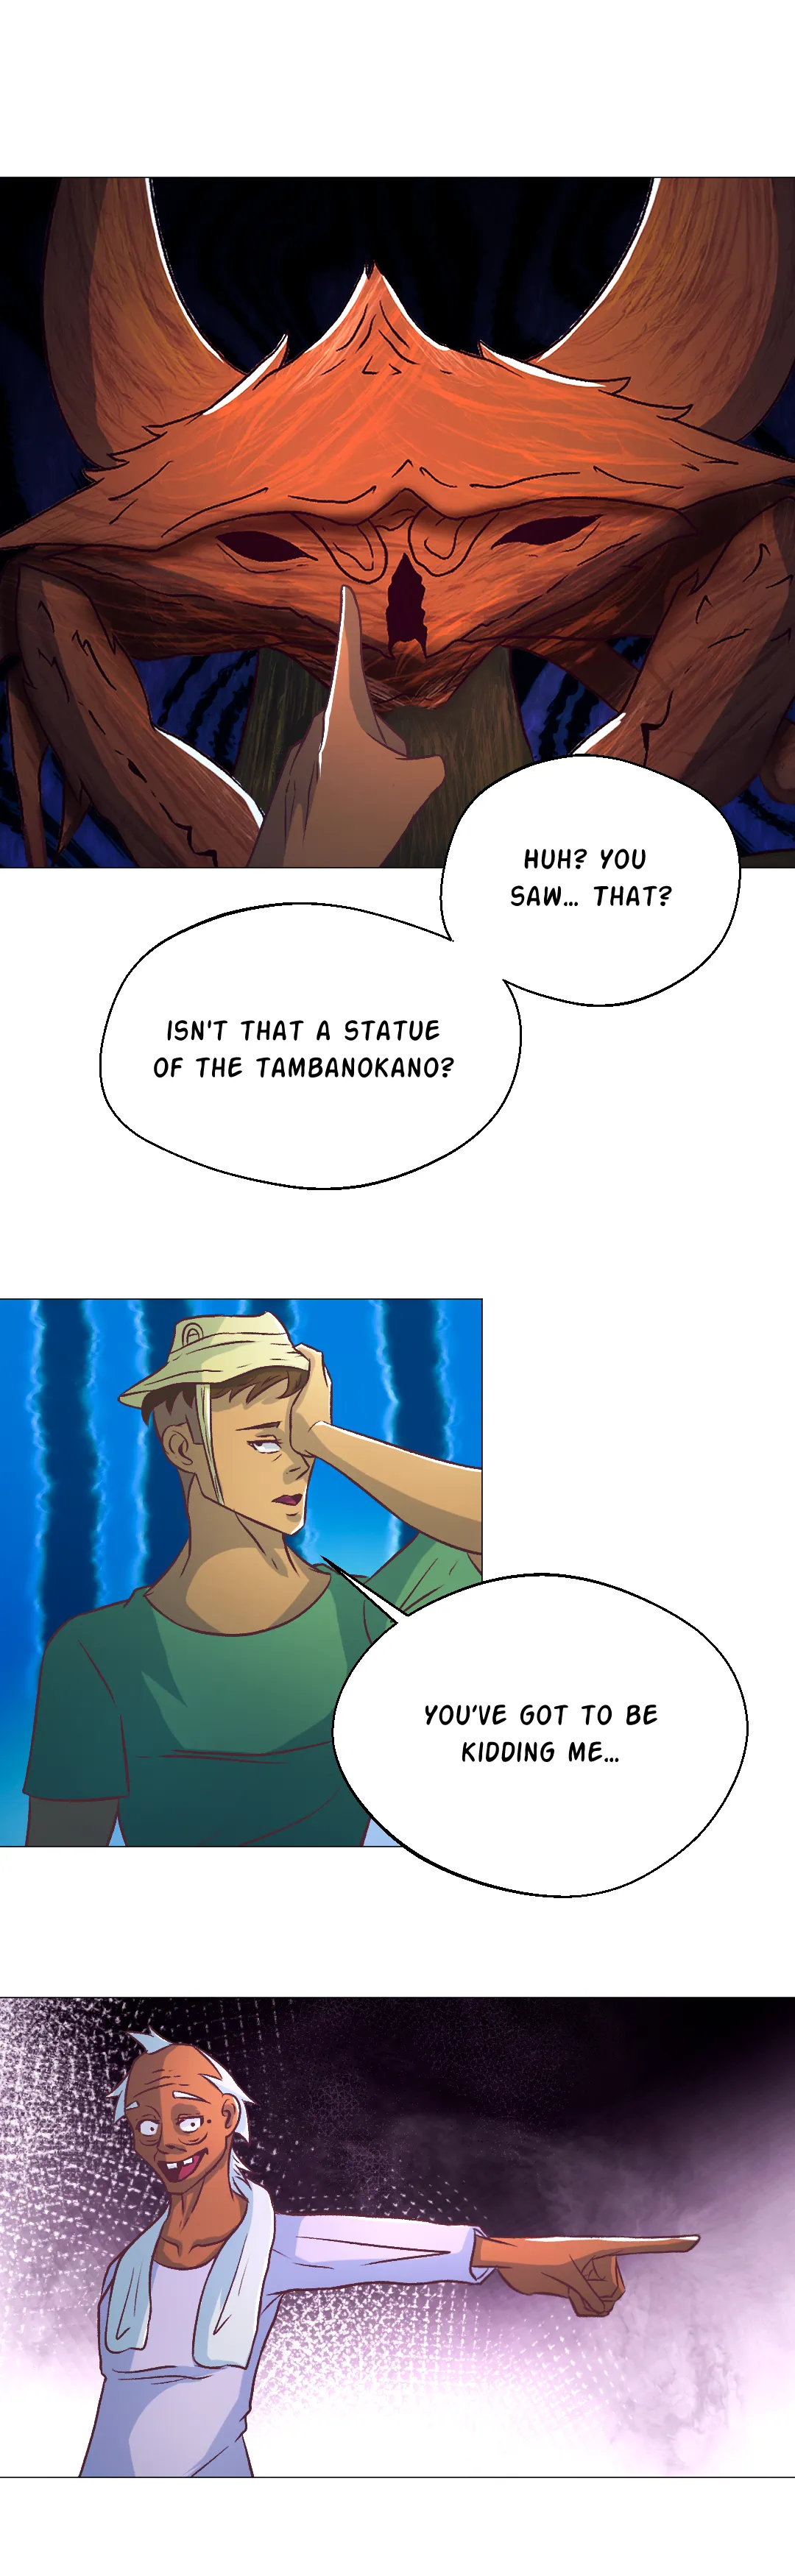 HUH? YOU
SAW... THAT?
ISN'T THAT A STATUE
OF THE TAMBANOKANO?
YOU'VE GOT TO BE
KIDDING ME...